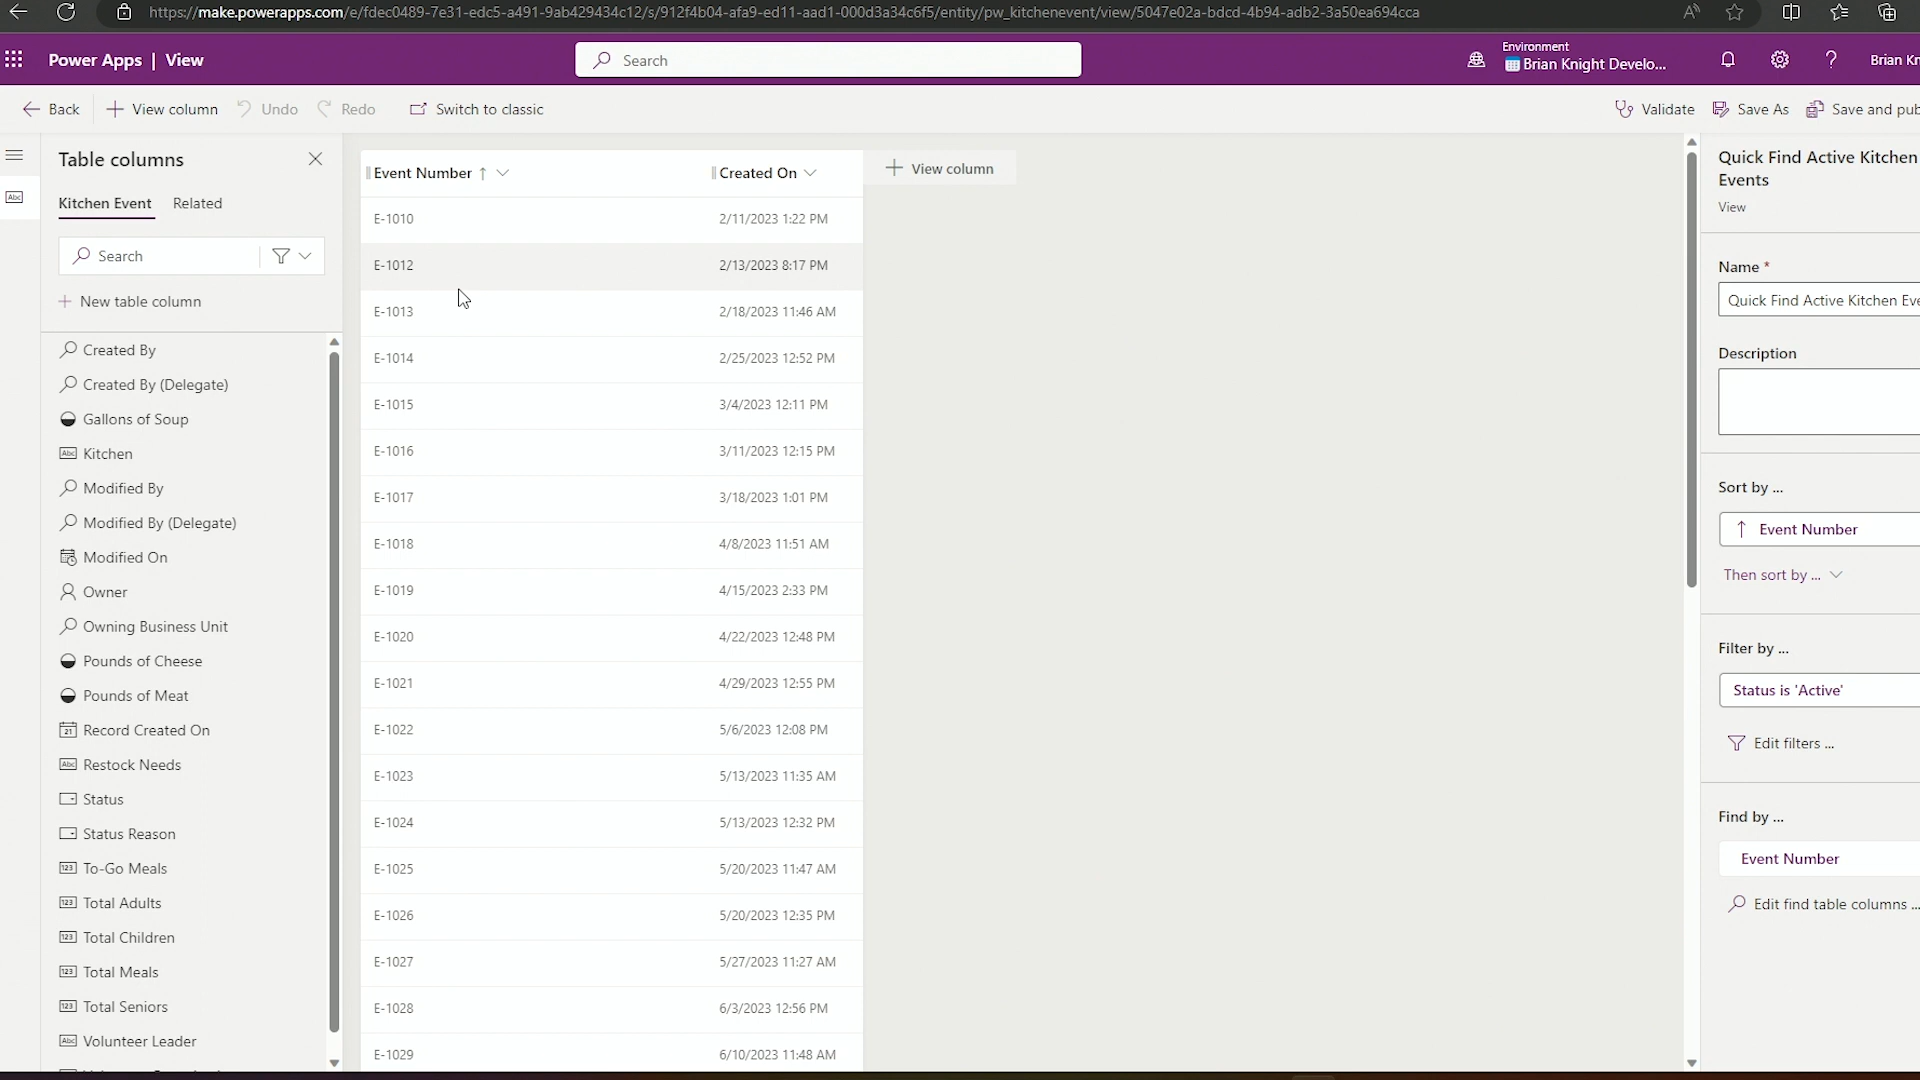 https://make.powerapps.com/e/fdec0489-7e31-edc5-a491-9ab429434c12/s/912f4b04-afa9-ed11-aad1-000d3a34c6f5/entity/pw_kitchenevent/view/5047e02a-bdcd-4b94-adb2-3a50ea694cca
Power Apps | View
Search
Environment
Brian Knight Develo...
Brian Kn
Back
View column
Undo
Redo
Switch to classic
Validate
Save As
Save and pub
Table columns
Kitchen Event
Related
Search
New table column
Created By
Created By (Delegate)
Gallons of Soup
Kitchen
Modified By
Modified By (Delegate)
Modified On
Owner
Owning Business Unit
Pounds of Cheese
Pounds of Meat
Record Created On
Restock Needs
Status
Status Reason
To-Go Meals
Total Adults
Total Children
Total Meals
Total Seniors
Volunteer Leader
Event Number Created On
View column
E-1010 2/11/2023 1:22 PM
E-1012 2/13/2023 8:17 PM
E-1013 2/18/2023 11:46 AM
E-1014 2/25/2023 12:52 PM
E-1015 3/4/2023 12:11 PM
E-1016 3/11/2023 12:15 PM
E-1017 3/18/2023 1:01 PM
E-1018 4/8/2023 11:51 AM
E-1019 4/15/2023 2:33 PM
E-1020 4/22/2023 12:48 PM
E-1021 4/29/2023 12:55 PM
E-1022 5/6/2023 12:08 PM
E-1023 5/13/2023 11:35 AM
E-1024 5/13/2023 12:32 PM
E-1025 5/20/2023 11:47 AM
E-1026 5/20/2023 12:35 PM
E-1027 5/27/2023 11:27 AM
E-1028 6/3/2023 12:56 PM
E-1029 6/10/2023 11:48 AM
Quick Find Active Kitchen
Events
View
Name *
Quick Find Active Kitchen Eve
Description
Sort by ...
Event Number
Then sort by ...
Filter by ...
Status is 'Active'
Edit filters ...
Find by ...
Event Number
Edit find table columns ...